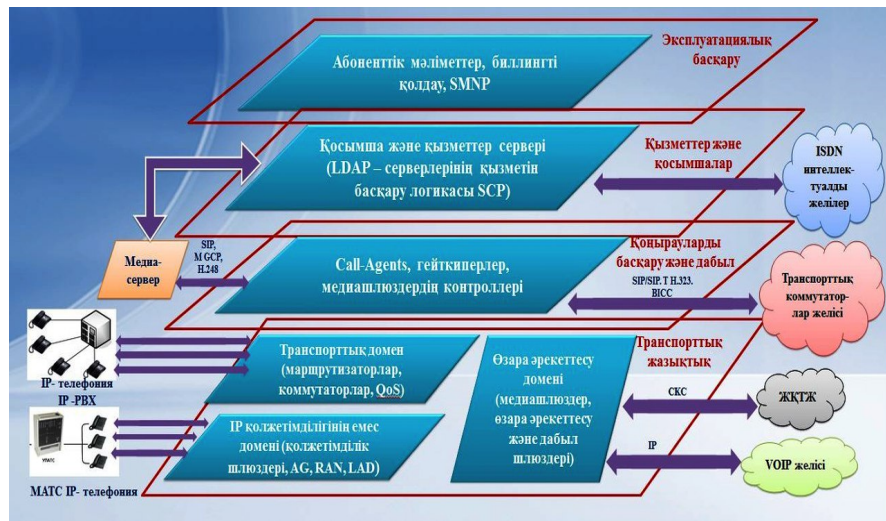 Абоненттік мәліметтер, биллингті
қолдау, SMNP
Эксплуатациялық
басқару
Қосымша және қызметтер сервері
(LDAP – серверлерінің қызметін
басқару логикасы SCP)
Қызметтер және
қосымшалар
ISDN
интеллек-
туалды
желілер
Медиа-
сервер
SIP,
M GCP,
H.248
Call-Agents, гейткиперлер,
медиашлюздердің контроллері
Қоңырауларды
басқару және дабыл
SIP/SIP. T H.323.
BICC
Транспорттық
коммутатор-
лар желісі
IP- телефония
IP -PBX
Транспорттық домен
(маршрутизаторлар,
коммутаторлар, QoS)
Өзара әрекеттесу
домені
(медиашлюздер,
өзара әрекеттесу
және дабыл
шлюздері)
Транспорттық
жазықтық
СКС
ЖҚТЖ
УПАТС
МАТС IP- телефония
IP қолжетімділігінің емес
домені (қолжетімділік
шлюздері, AG, RAN, LAD)
IP
VOIP желісі